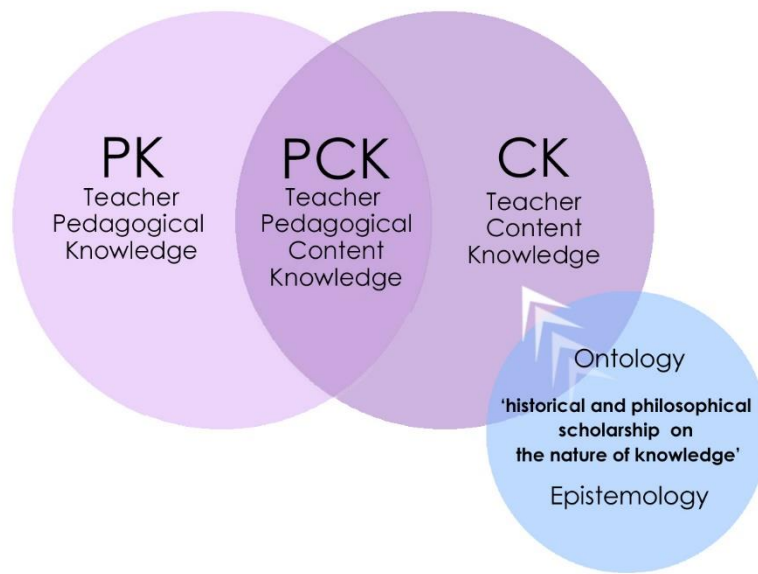 PK
Teacher
Pedagogical
Knowledge
PCK
Teacher
Pedagogical
Content
Knowledge
CK
Teacher
Content
Knowledge
Ontology
‘historical and philosophical
scholarship on
the nature of knowledge’
Epistemology